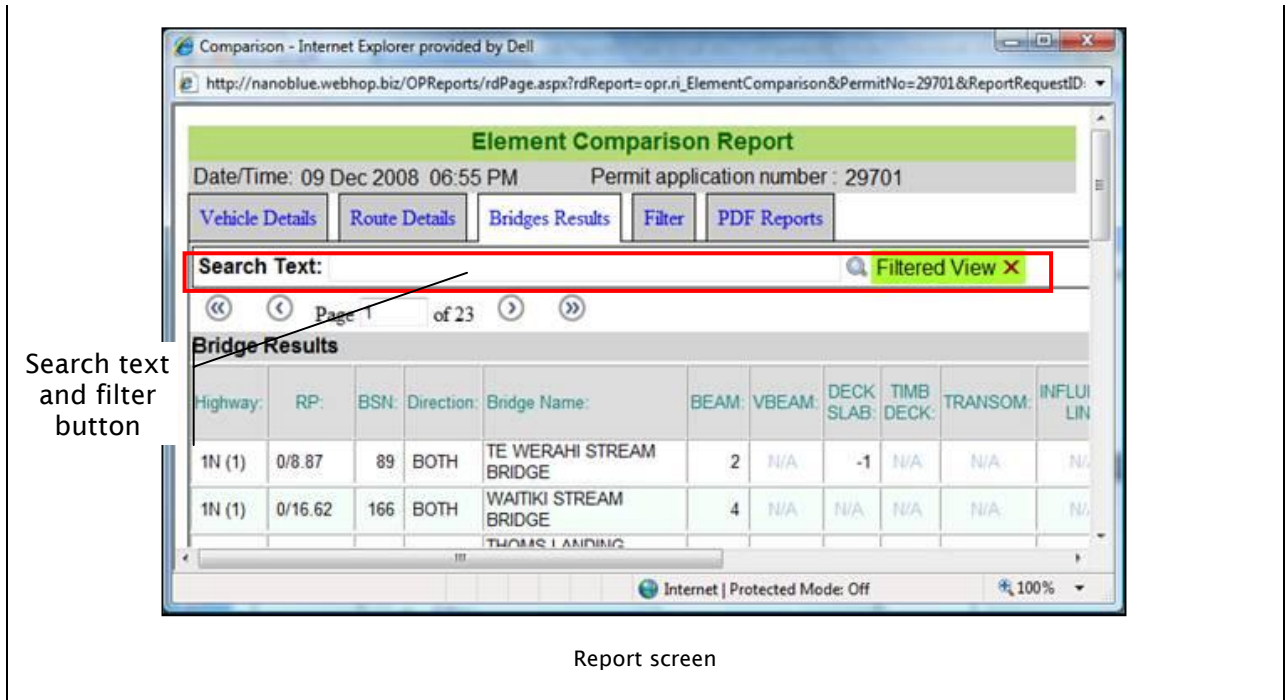 Comparison - Internet Explorer provided by Dell
http://nanoblue.webhop.biz/OPReports/rdPage.aspx?rdReport=opr.ri_ElementComparison&PermitNo=29701&ReportRequestID:
Element Comparison Report
Date/Time: 09 Dec 2008 06:55 PM Permit application number : 29701
Vehicle Details Route Details Bridges Results Filter PDF Reports
Search Text: Filtered View
Page 1 of 23
Bridge Results
Search text
and filter
button
Highway: RP: BSN: Direction: Bridge Name: BEAM: VBEAM: DECK SLAB: TIMB DECK: TRANSOM: INFLU LIN
1N (1) 0/8.87 89 BOTH TE WERAHI STREAM BRIDGE 2 N/A -1 N/A N/A N/
1N (1) 0/16.62 166 BOTH WAITIKI STREAM BRIDGE 4 N/A N/A N/A N/A N/
THOMS LANDING
Internet | Protected Mode: Off 100%
Report screen